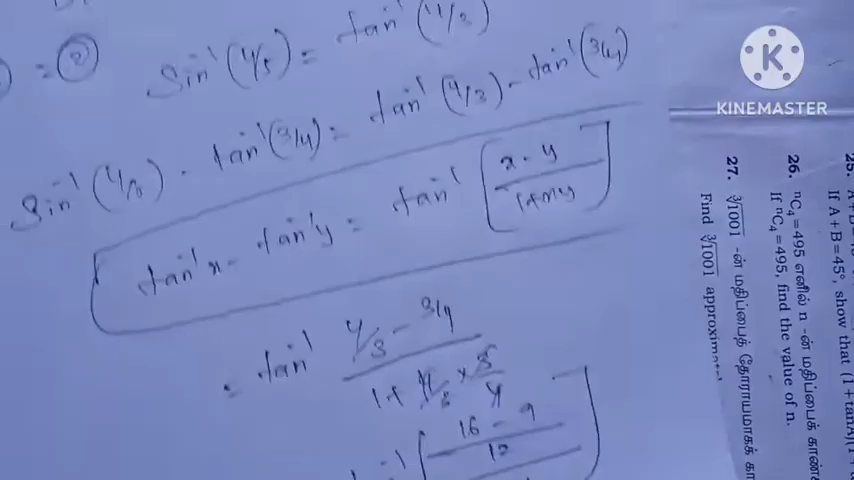 = 2
Sin⁻¹(4/5) = tan⁻¹(4/3)
Sin⁻¹(4/5) - tan⁻¹(3/4) = tan⁻¹(4/3) - tan⁻¹(3/4)
tan⁻¹x - tan⁻¹y = tan⁻¹[x-y/1+xy]
= tan⁻¹ 4/3 - 3/4
1+ 4/3 × 3/4
16 - 9
12
K
KINEMASTER
25.
If A+B=45°, show that (1+tanA)(1+
26. ⁿC₄=495 எனில் n -ன் மதிப்பைக் காண்க
If ⁿC₄=495, find the value of n.
27. ∛1001 -ன் மதிப்பைத் தோராயமாகக் கா
Find ∛1001